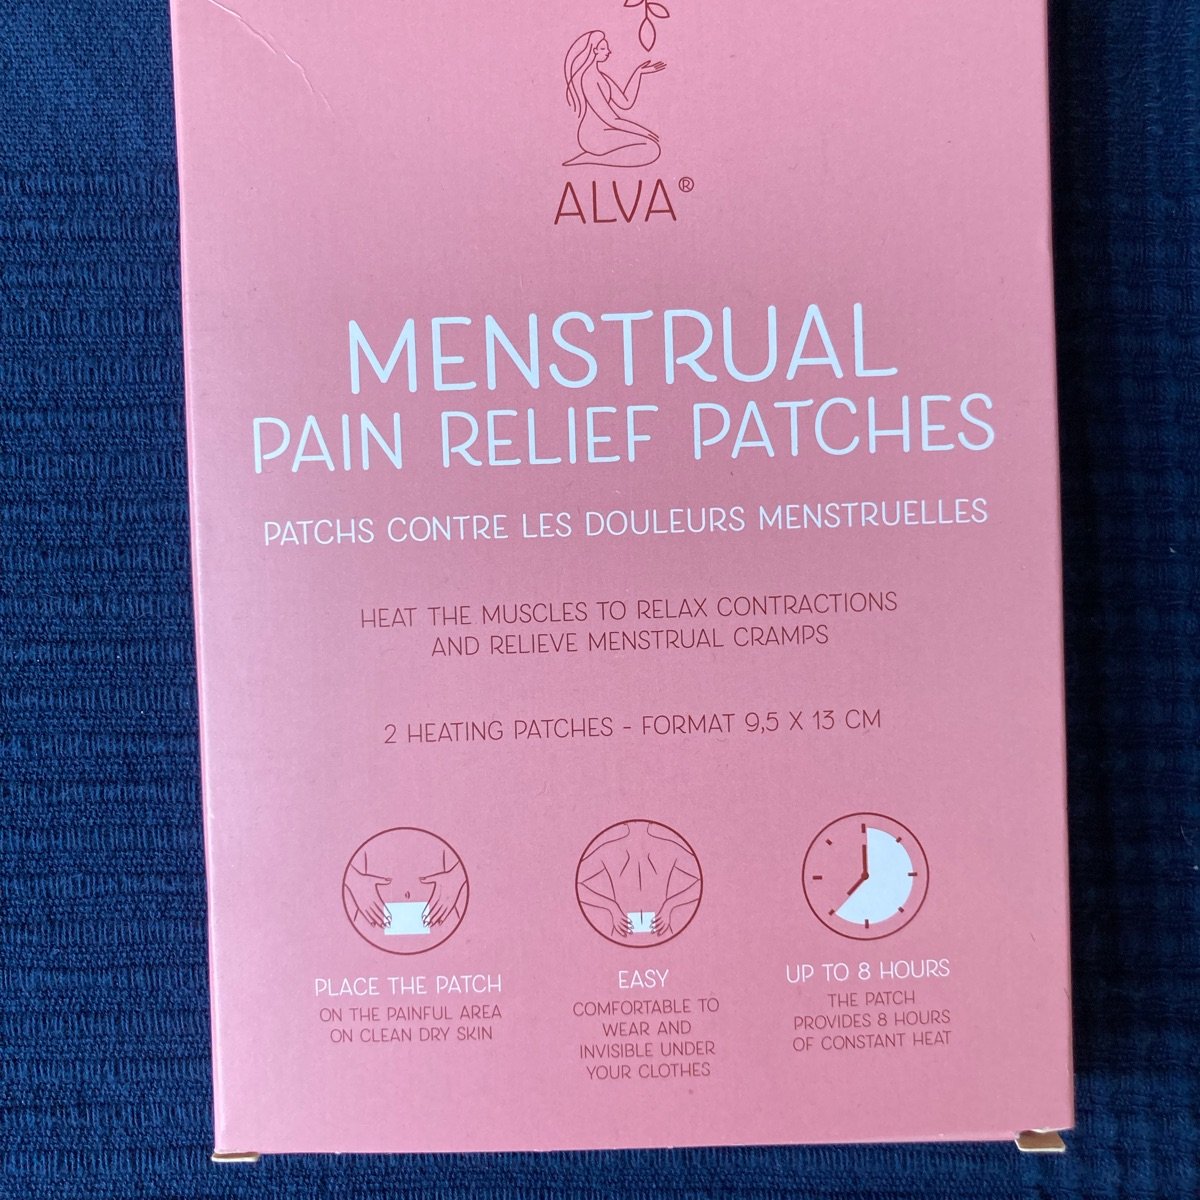 ALVA®
MENSTRUAL
PAIN RELIEF PATCHES
PATCHS CONTRE LES DOULEURS MENSTRUELLES
HEAT THE MUSCLES TO RELAX CONTRACTIONS
AND RELIEVE MENSTRUAL CRAMPS
2 HEATING PATCHES - FORMAT 9,5 X 13 CM
PLACE THE PATCH
ON THE PAINFUL AREA
ON CLEAN DRY SKIN
EASY
COMFORTABLE TO
WEAR AND
INVISIBLE UNDER
YOUR CLOTHES
UP TO 8 HOURS
THE PATCH
PROVIDES 8 HOURS
OF CONSTANT HEAT